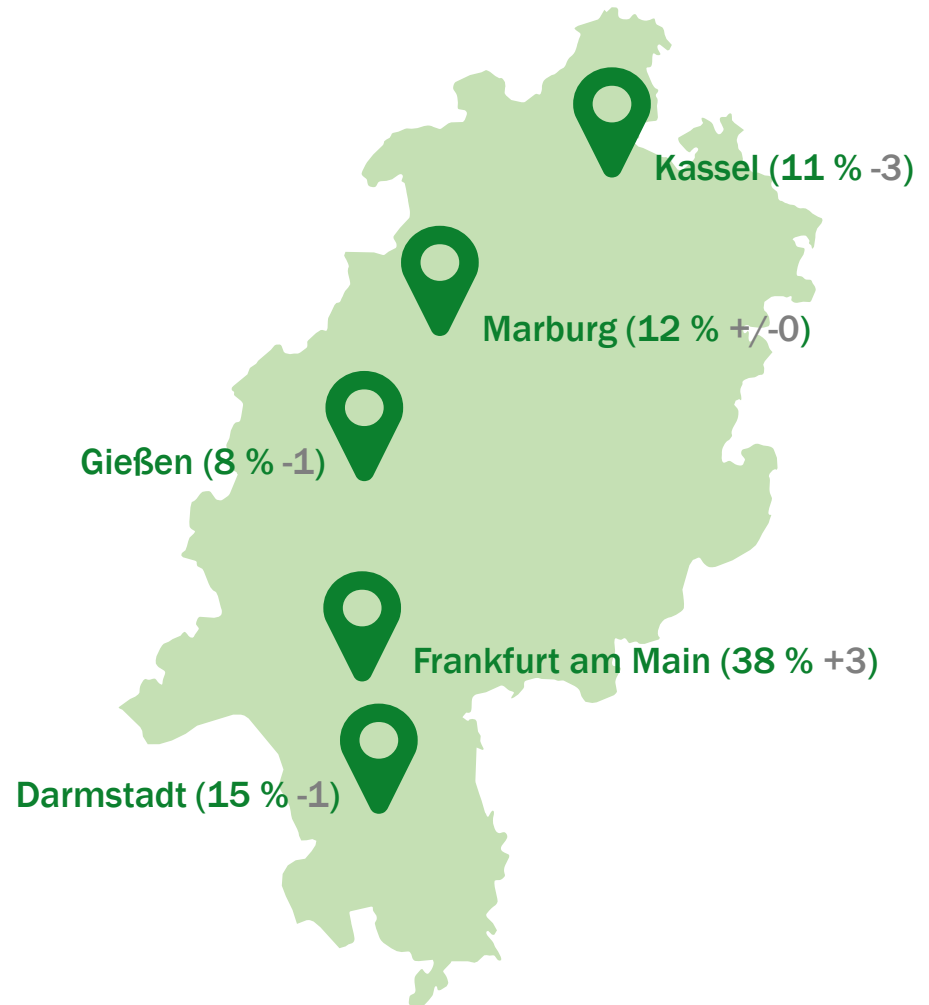 Kassel (11 % -3)
Marburg (12 % +/-0)
Gießen (8 % -1)
Frankfurt am Main (38 % +3)
Darmstadt (15 % -1)